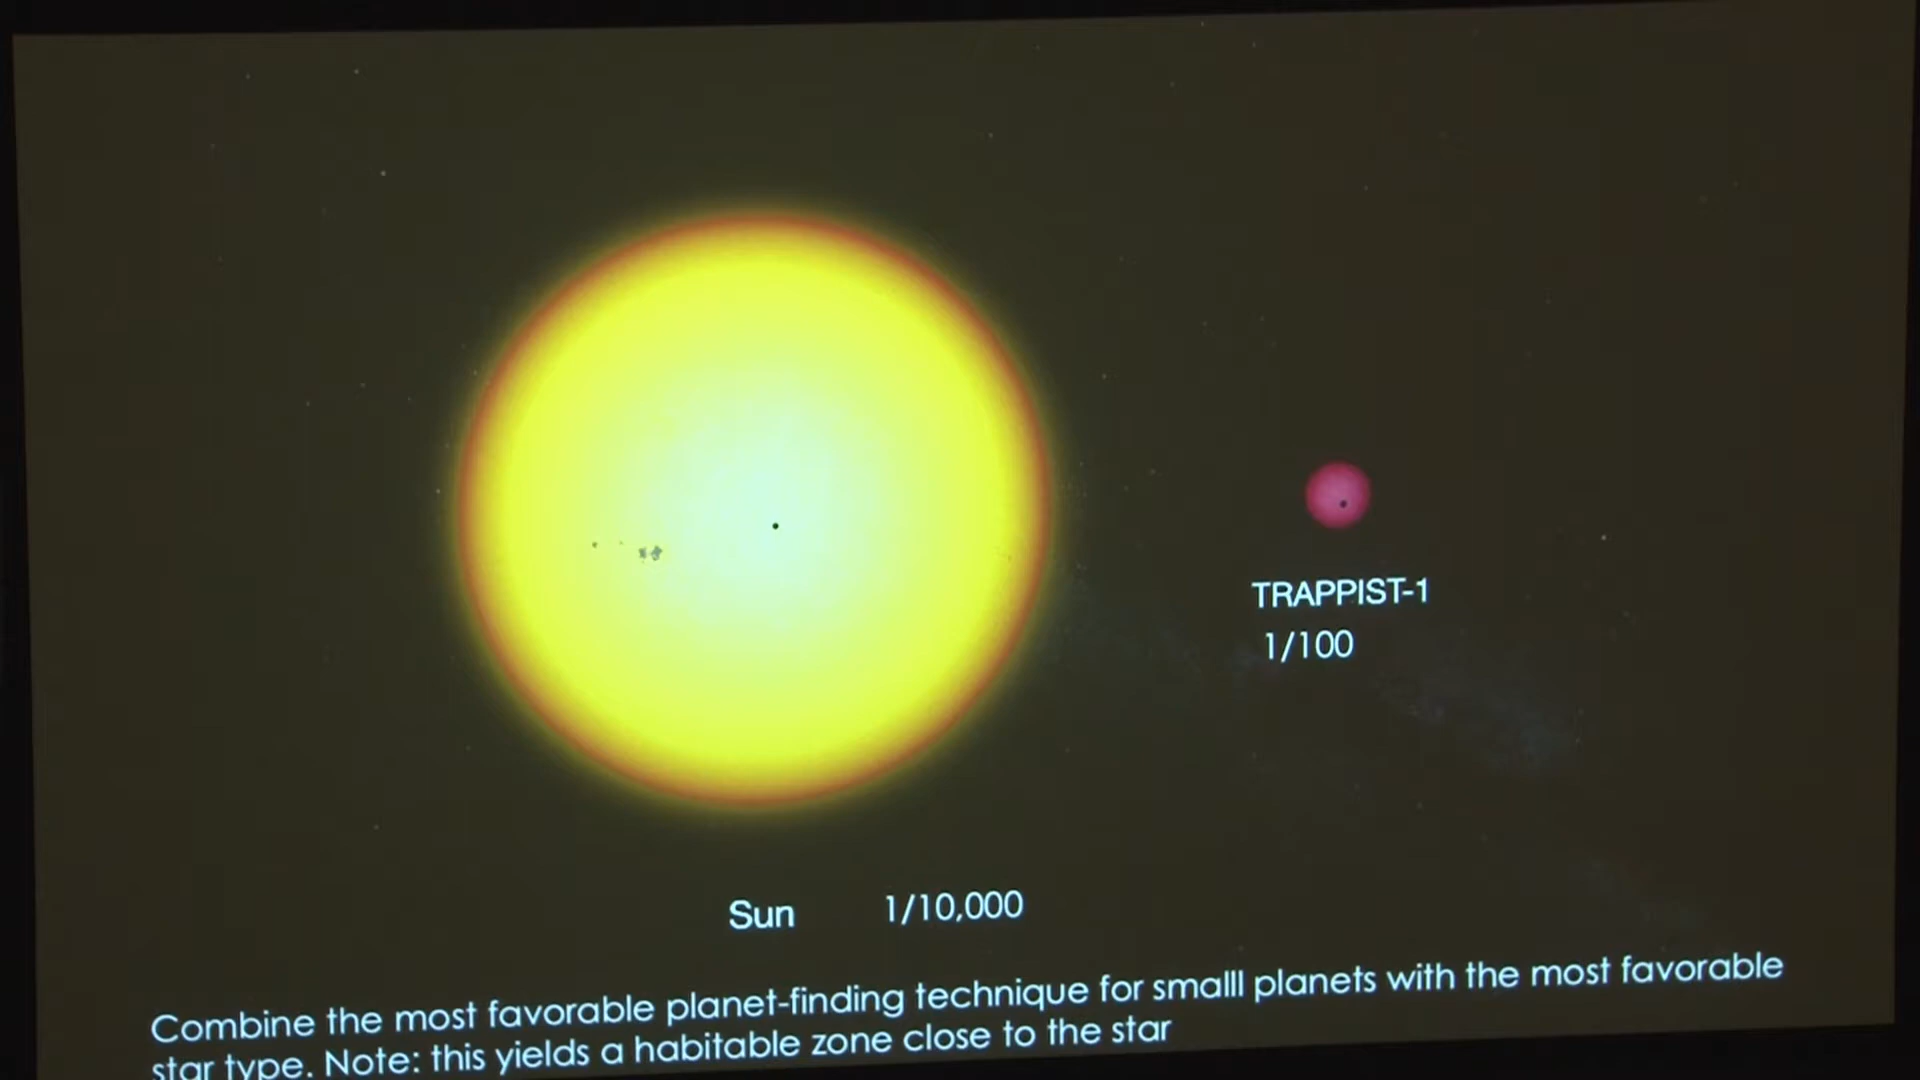 TRAPPIST-1
1/100
Sun 1/10,000
Combine the most favorable planet-finding technique for smalll planets with the most favorable
star type. Note: this yields a habitable zone close to the star